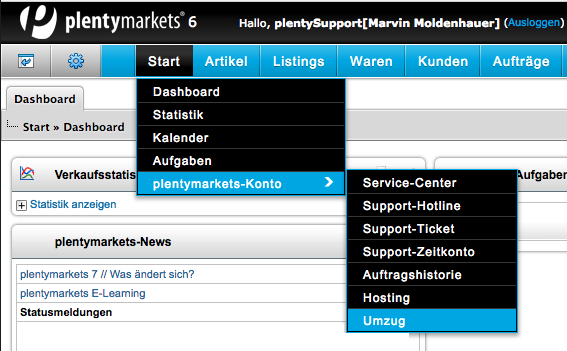 plentymarkets® 6
Hallo, plentySupport[Marvin Moldenhauer] (Ausloggen)
Start Artikel Listings Waren Kunden Aufträge
Dashboard
Start » Dashboard
Dashboard
Statistik
Kalender
Aufgaben
plentymarkets-Konto
Service-Center
Support-Hotline
Support-Ticket
Support-Zeitkonto
Auftragshistorie
Hosting
Umzug
Verkaufsstatis
Aufgaben
Statistik anzeigen
plentymarkets-News
plentymarkets 7 // Was ändert sich?
plentymarkets E-Learning
Statusmeldungen